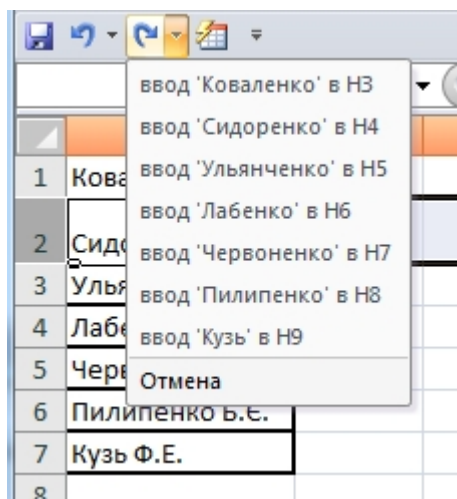 ввод 'Коваленко' в H3
ввод 'Сидоренко' в H4
ввод 'Ульянченко' в H5
ввод 'Лабенко' в H6
ввод 'Червоненко' в H7
ввод 'Пилипенко' в H8
ввод 'Кузь' в H9
Отмена
1 Кова
2 Сидо
3 Улья
4 Лабе
5 Черв
6 Пилипенко Б.Є.
7 Кузь Ф.Е.
8